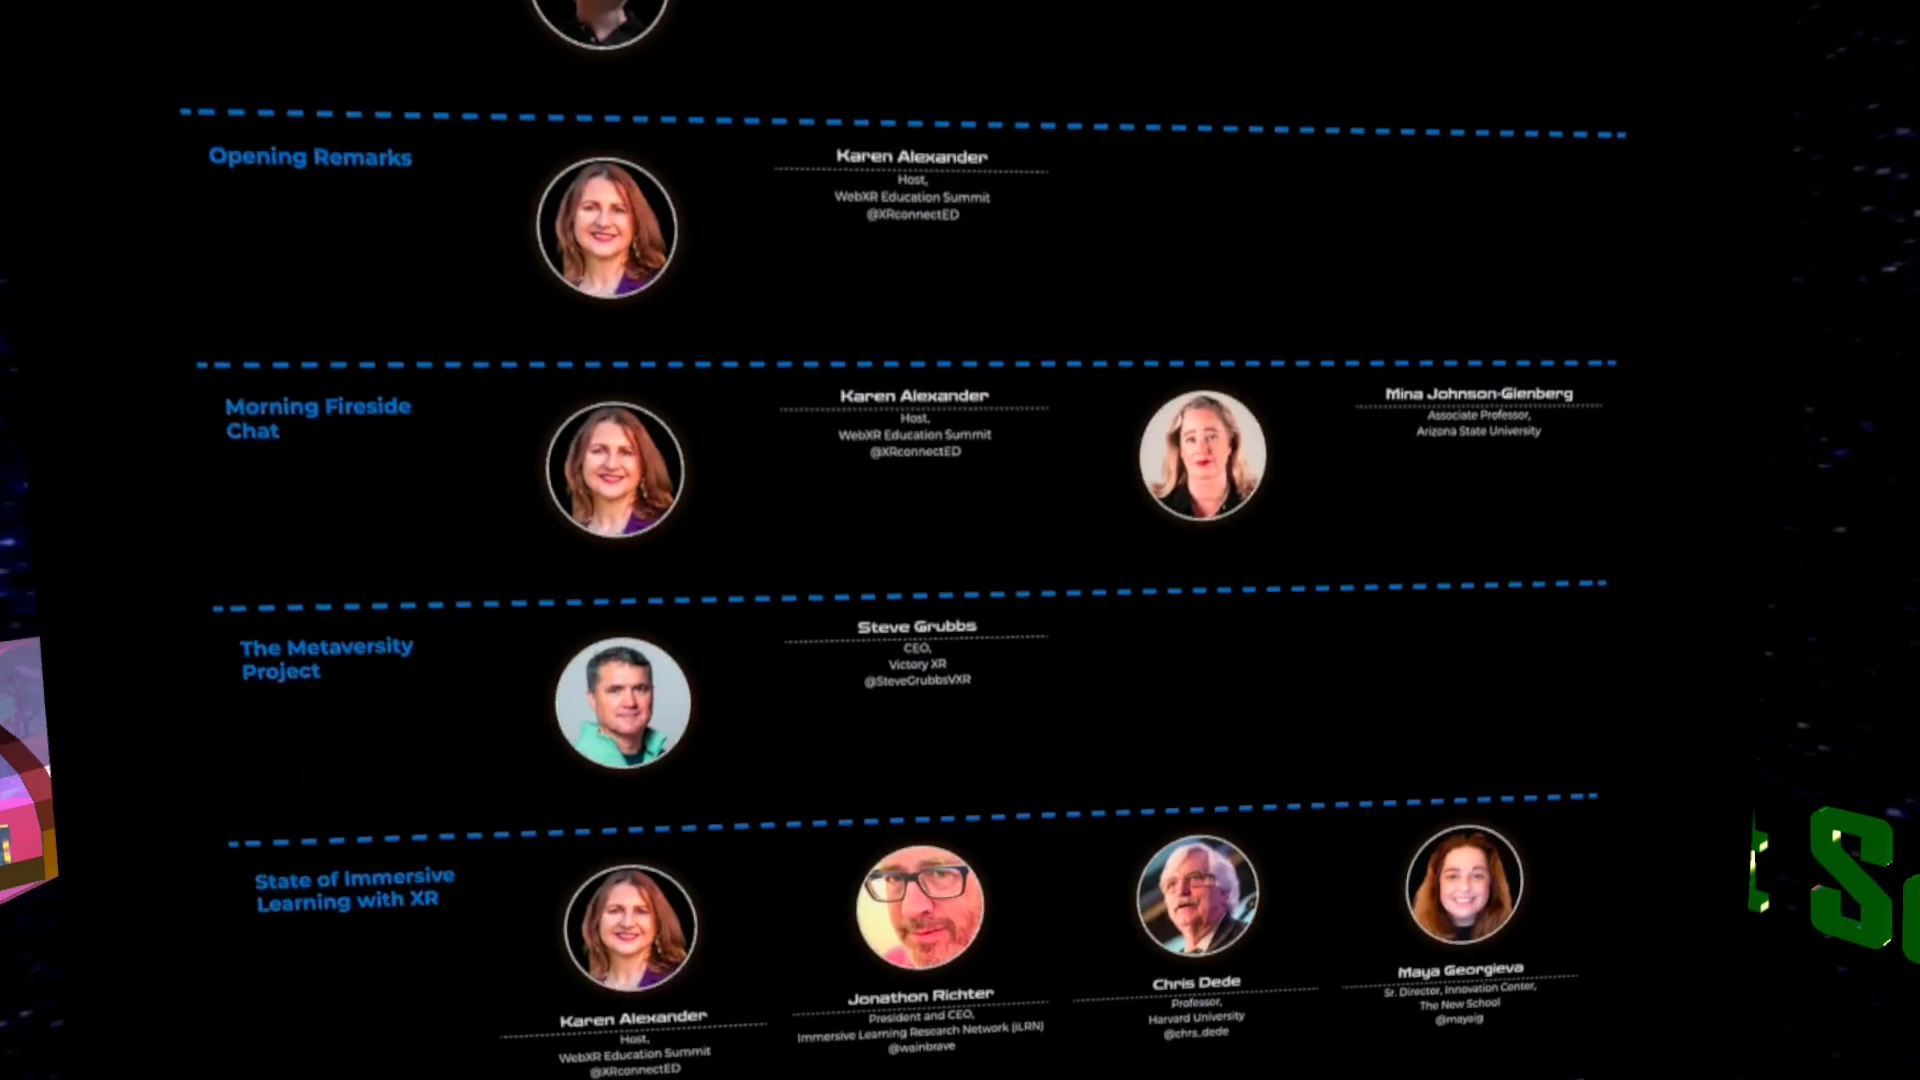 Opening Remarks
Karen Alexander
Host,
WebXR Education Summit
@XRconnectED
Morning Fireside
Chat
Karen Alexander
Host,
WebXR Education Summit
@XRconnectED
Mina Johnson-Glenberg
Associate Professor,
Arizona State University
The Metaversity
Project
Steve Grubbs
CEO,
Victory XR
@SteveGrubbsVXR
State of Immersive
Learning with XR
Karen Alexander
Host,
WebXR Education Summit
@XRconnectED
Jonathon Richter
President and CEO,
Immersive Learning Research Network (iLRN)
@wainbrave
Chris Dede
Professor,
Harvard University
@chrs_dede
Maya Georgieva
Sr. Director, Innovation Center,
The New School
@mayaig